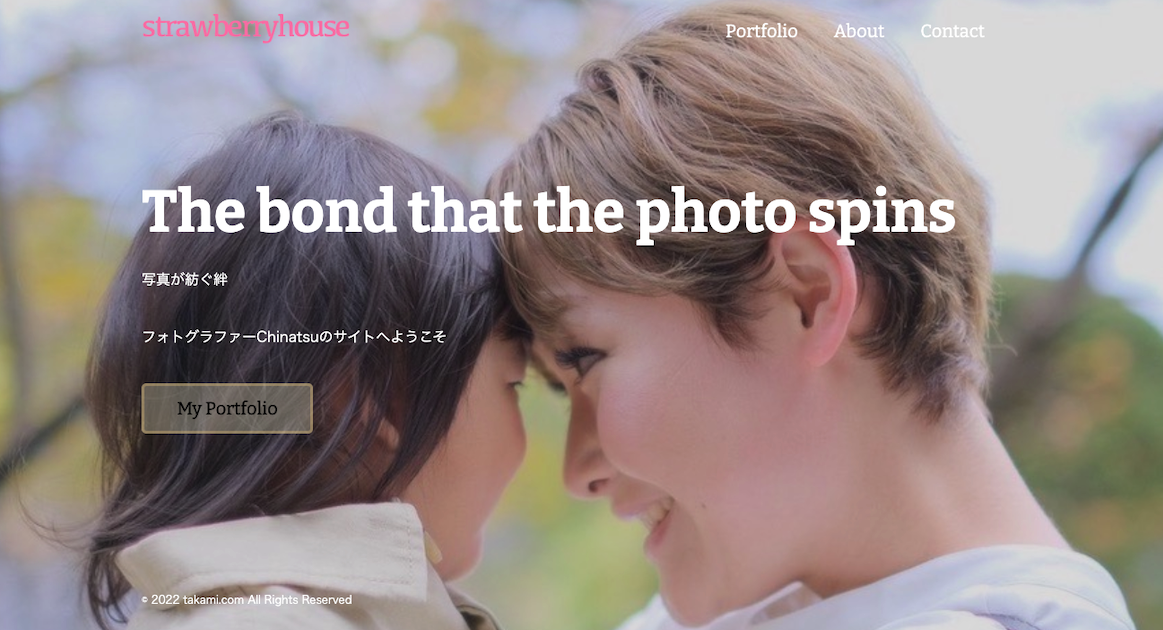 strawberryhouse
Portfolio About Contact
The bond that the photo spins
写真が紡ぐ絆
フォトグラファーChinatsuのサイトへようこそ
My Portfolio
© 2022 takami.com All Rights Reserved